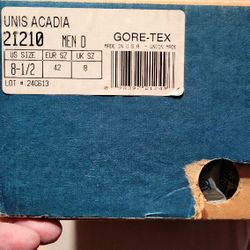 UNIS ACADIA
21210 MEN D GORE-TEX
MADE IN U.S.A. - UNION MADE
US SIZE EUR SZ UK SZ
8-1/2 42 8
LOT # 24C613